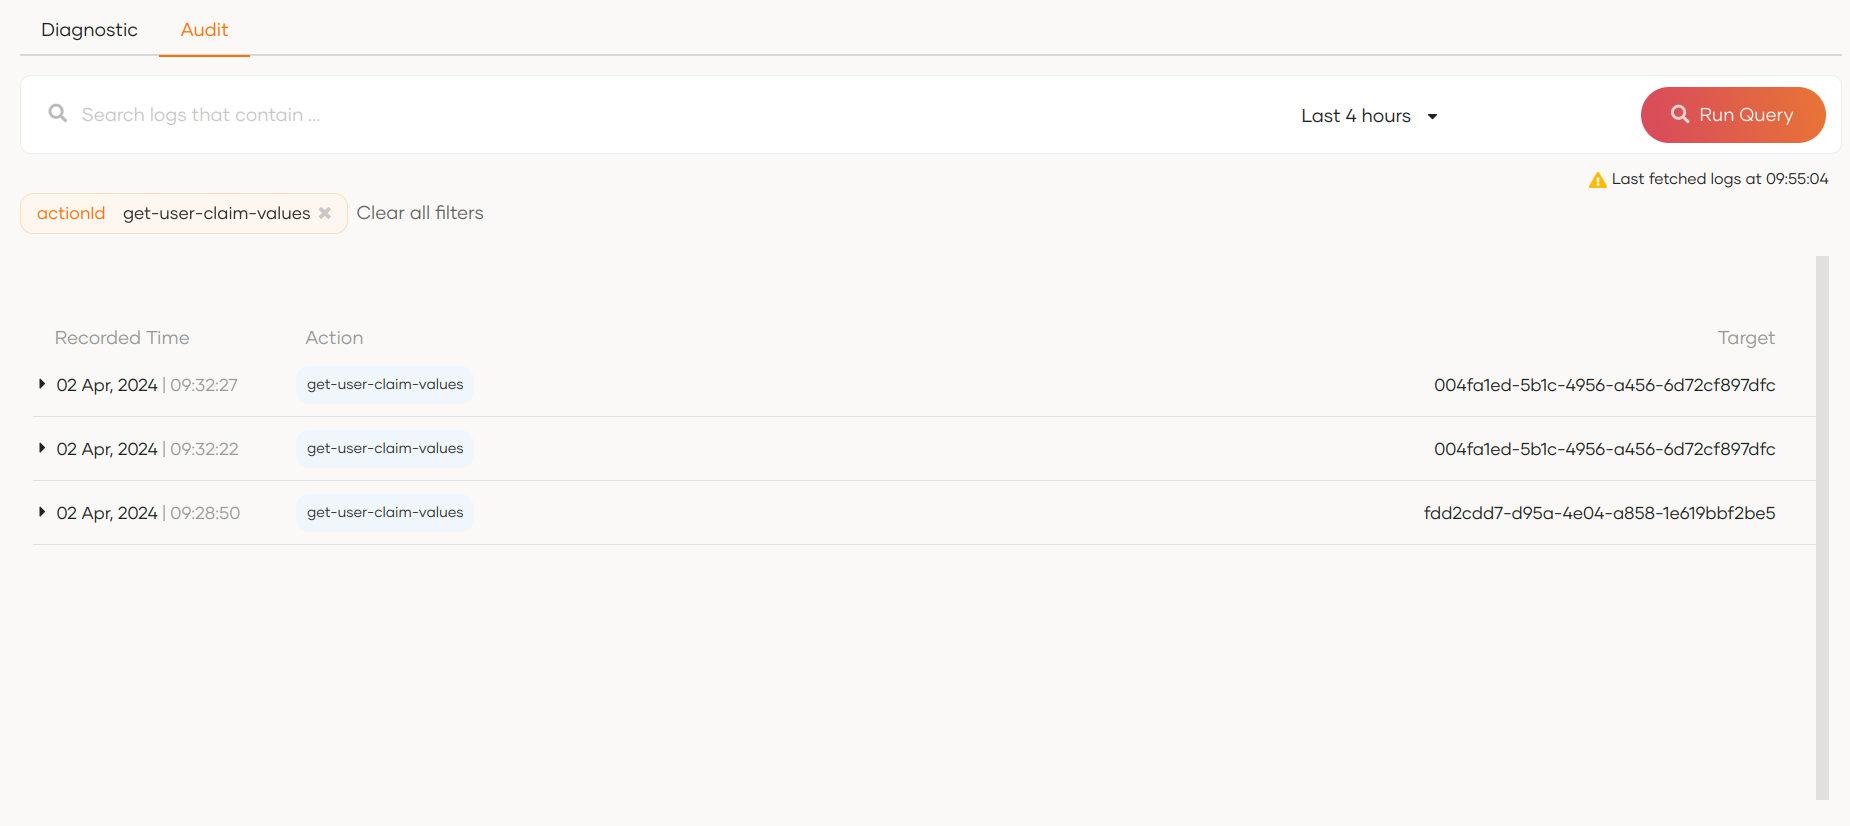 Diagnostic Audit
Search logs that contain ... Last 4 hours Run Query
Last fetched logs at 09:55:04
actionId get-user-claim-values Clear all filters
Recorded Time Action Target
02 Apr, 2024 | 09:32:27 get-user-claim-values 004fa1ed-5b1c-4956-a456-6d72cf897dfc
02 Apr, 2024 | 09:32:22 get-user-claim-values 004fa1ed-5b1c-4956-a456-6d72cf897dfc
02 Apr, 2024 | 09:28:50 get-user-claim-values fdd2cdd7-d95a-4e04-a858-1e619bbf2be5